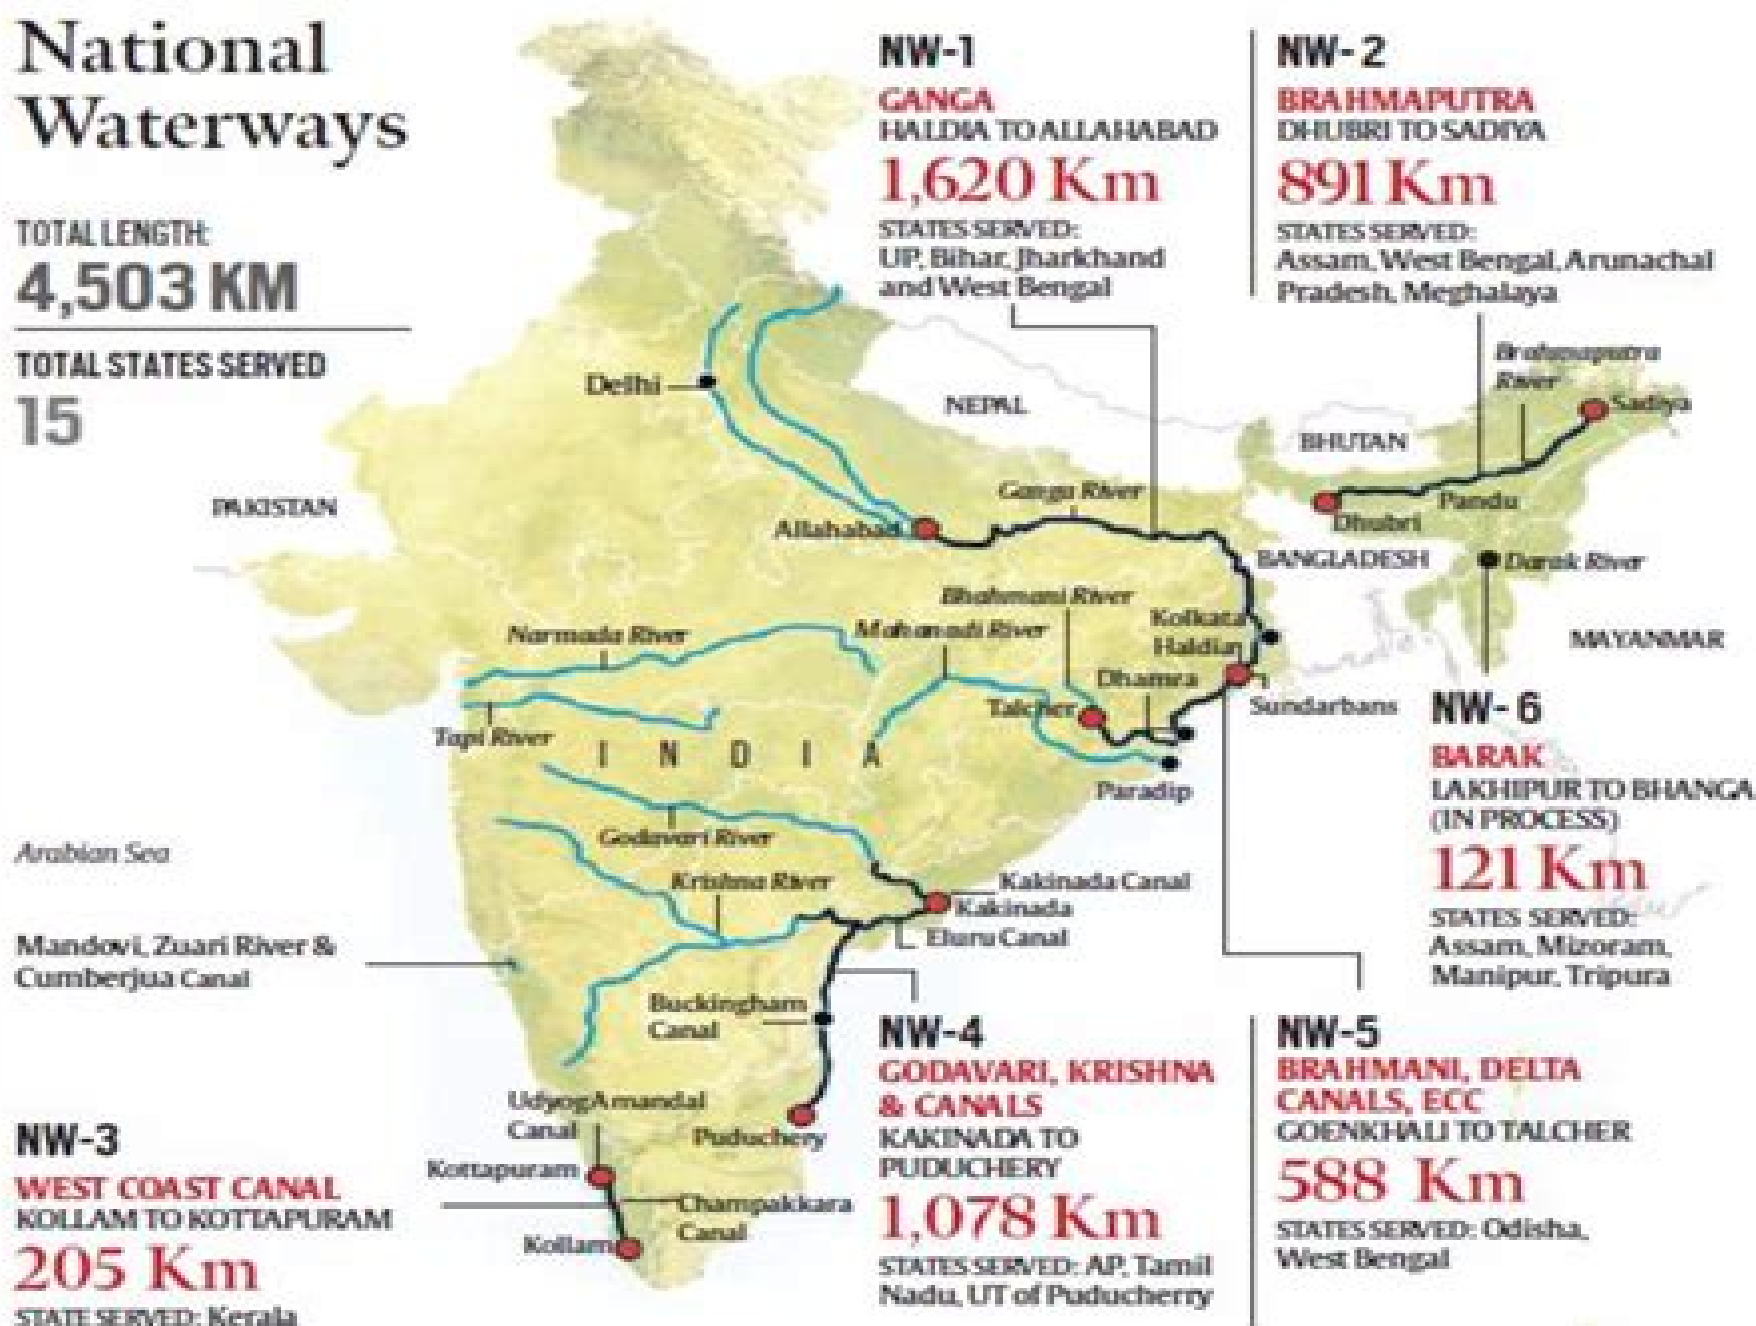 National
Waterways
TOTAL LENGTH:
4,503 KM
TOTAL STATES SERVED
15
NW-1
GANGA
HALDIA TO ALLAHABAD
1,620 Km
STATES SERVED:
UP, Bihar, Jharkhand
and West Bengal
NW-2
BRAHMAPUTRA
DHUBRI TO SADIYA
891 Km
STATES SERVED:
Assam, West Bengal, Arunachal
Pradesh, Meghalaya
Brahmaputra
River
Sadiya
Delhi
NEPAL
BHUTAN
PAKISTAN
Ganga River
Pandu
Dhubri
Allahabad
BANGLADESH
Darak River
Bhahmani River
Narmada River
Mahanadi River
Kolkata
Haldia
MAYANMAR
Dhamra
Talcher
Sundarbans
Tapi River
INDIA
Paradip
NW-6
BARAK
LAKHIPUR TO BHANGA
(IN PROCESS)
121 Km
STATES SERVED:
Assam, Mizoram,
Manipur, Tripura
Godavari River
Arabian Sea
Krishna River
Kakinada Canal
Kakinada
Eluru Canal
Mandovi, Zuari River &
Cumberjua Canal
Buckingham
Canal
NW-4
GODAVARI, KRISHNA
& CANALS
KAKINADA TO
PUDUCHERY
1,078 Km
STATES SERVED: AP, Tamil
Nadu, UT of Puducherry
NW-5
BRAHMANI, DELTA
CANALS, ECC
GOENKHALI TO TALCHER
588 Km
STATES SERVED: Odisha,
West Bengal
UdyogAmandal
Canal
Puduchery
Kottapuram
Champakkara
Canal
Kollam
NW-3
WEST COAST CANAL
KOLLAM TO KOTTAPURAM
205 Km
STATE SERVED: Kerala